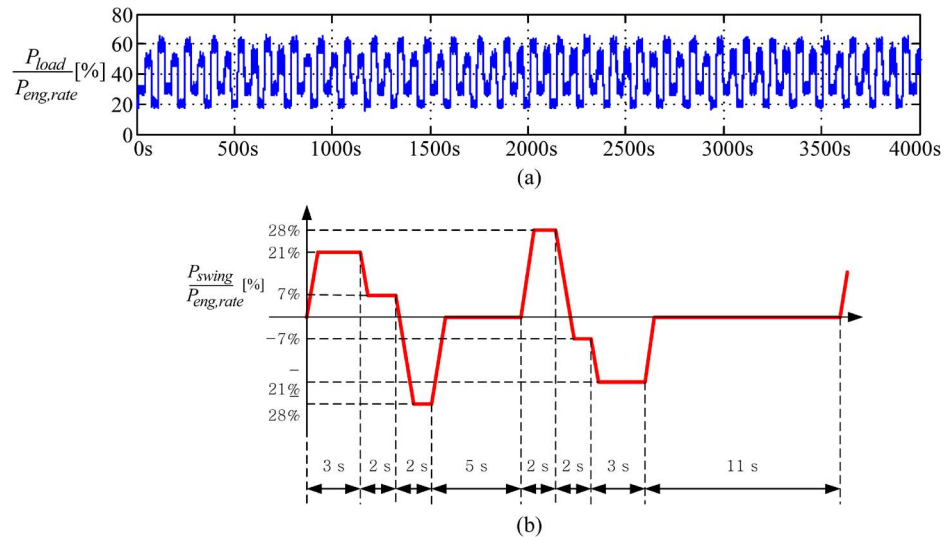 80
60
40
20
0
P_load / P_eng,rate [%]
0s 500s 1000s 1500s 2000s 2500s 3000s 3500s 4000s
(a)
28%
21%
P_swing / P_eng,rate [%]
7%
-7%
-
21%
-
28%
3 s 2 s 2 s 5 s 2 s 2 s 3 s 11 s
(b)